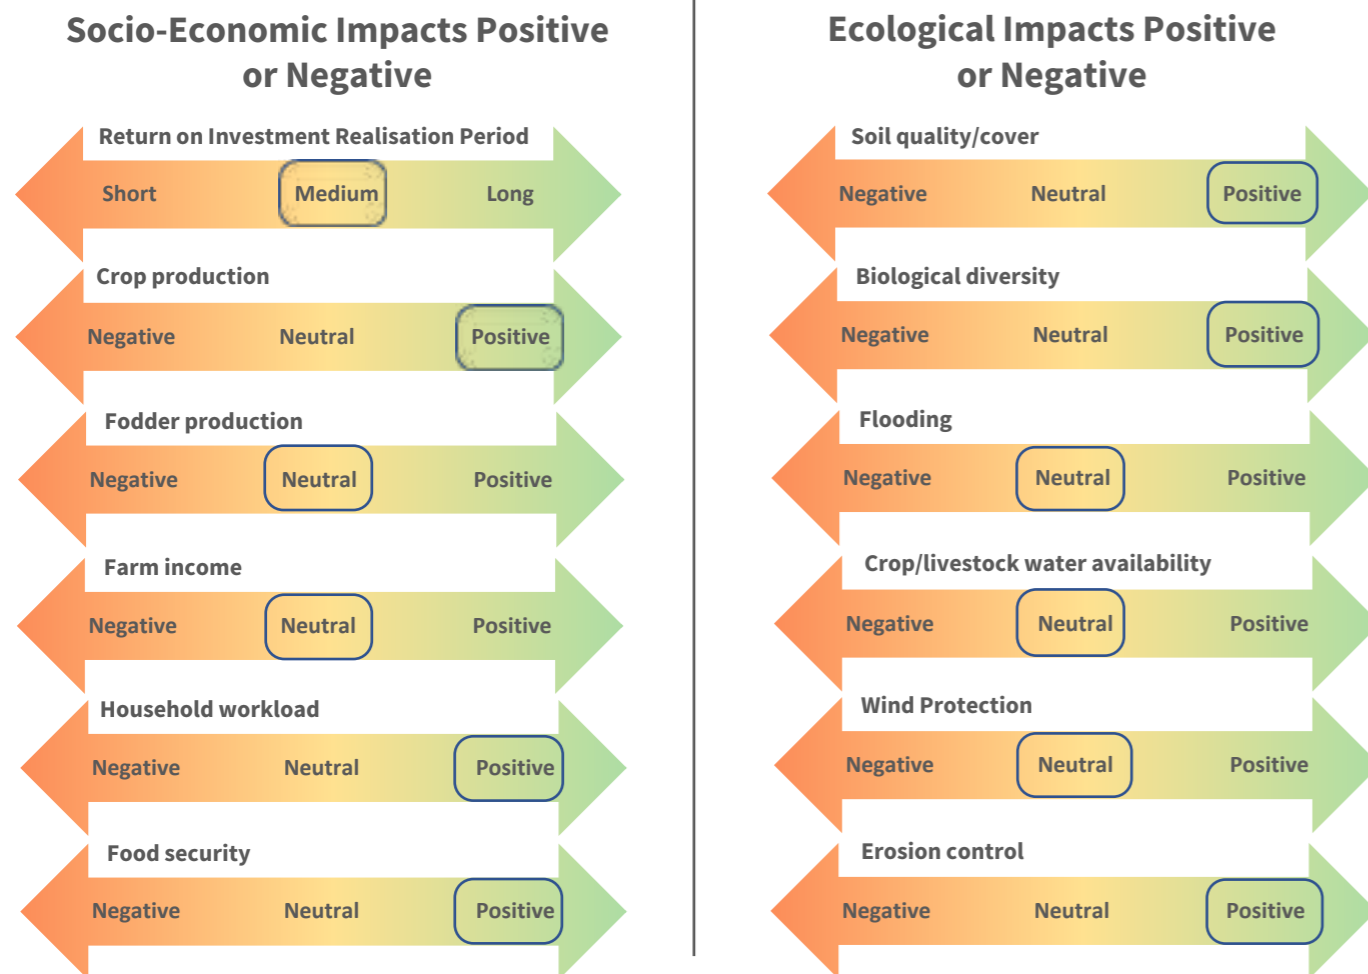 Socio-Economic Impacts Positive
or Negative
Return on Investment Realisation Period
Short Medium Long
Crop production
Negative Neutral Positive
Fodder production
Negative Neutral Positive
Farm income
Negative Neutral Positive
Household workload
Negative Neutral Positive
Food security
Negative Neutral Positive
Ecological Impacts Positive
or Negative
Soil quality/cover
Negative Neutral Positive
Biological diversity
Negative Neutral Positive
Flooding
Negative Neutral Positive
Crop/livestock water availability
Negative Neutral Positive
Wind Protection
Negative Neutral Positive
Erosion control
Negative Neutral Positive